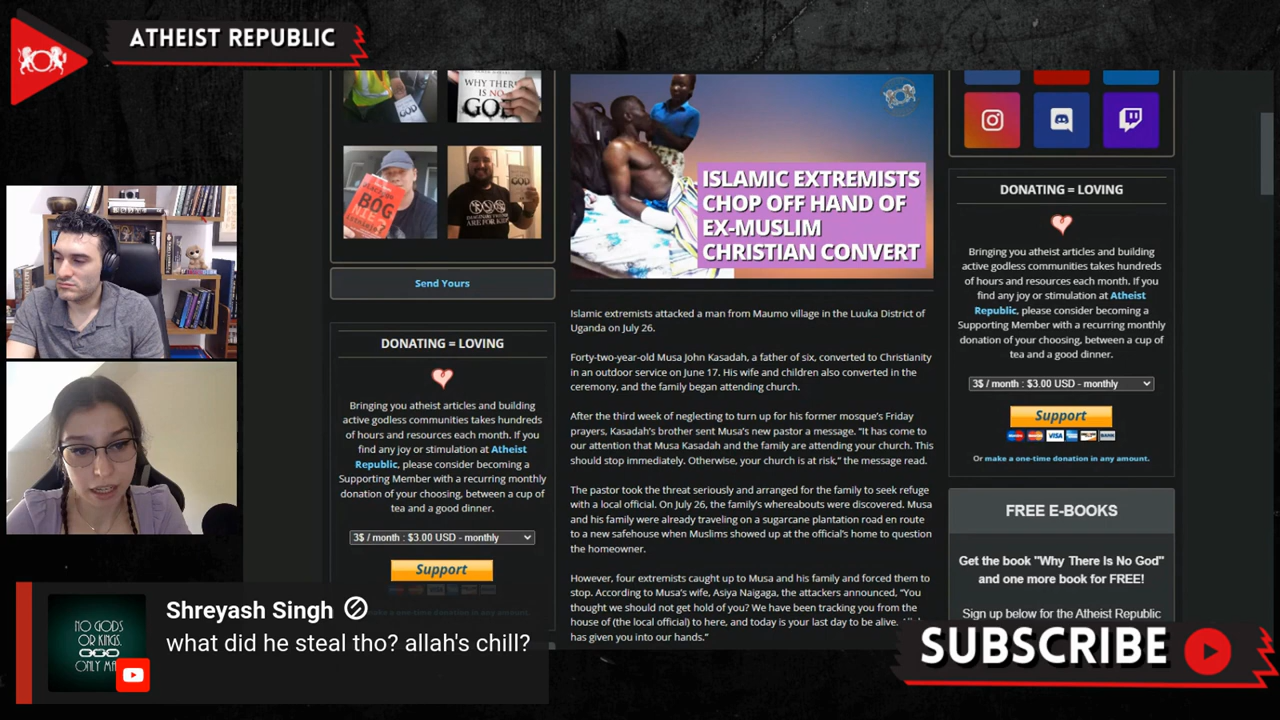 ATHEIST REPUBLIC
WHY THERE
IS NO
GOD
BOG
Send Yours
DONATING = LOVING
Bringing you atheist articles and building
active godless communities takes hundreds
of hours and resources each month. If you
find any joy or stimulation at Atheist
Republic, please consider becoming a
Supporting Member with a recurring monthly
donation of your choosing, between a cup of
tea and a good dinner.
3$ / month : $3.00 USD - monthly
Support
ISLAMIC EXTREMISTS
CHOP OFF HAND OF
EX-MUSLIM
CHRISTIAN CONVERT
Islamic extremists attacked a man from Maumo village in the Luuka District of
Uganda on July 26.
Forty-two-year-old Musa John Kasadah, a father of six, converted to Christianity
in an outdoor service on June 17. His wife and children also converted in the
ceremony, and the family began attending church.
After the third week of neglecting to turn up for his former mosque's Friday
prayers, Kasadah's brother sent Musa's new pastor a message. "It has come to
our attention that Musa Kasadah and the family are attending your church. This
should stop immediately. Otherwise, your church is at risk," the message read.
The pastor took the threat seriously and arranged for the family to seek refuge
with a local official. On July 26, the family's whereabouts were discovered. Musa
and his family were already traveling on a sugarcane plantation road en route
to a new safehouse when Muslims showed up at the official's home to question
the homeowner.
However, four extremists caught up to Musa and his family and forced them to
stop. According to Musa's wife, Asiya Naigaga, the attackers announced, "You
thought we should not get hold of you? We have been tracking you from the
house of (the local official) to here, and today is your last day to be alive.
has given you into our hands."
DONATING = LOVING
Bringing you atheist articles and building
active godless communities takes hundreds
of hours and resources each month. If you
find any joy or stimulation at Atheist
Republic, please consider becoming a
Supporting Member with a recurring monthly
donation of your choosing, between a cup of
tea and a good dinner.
3$ / month : $3.00 USD - monthly
Support
VISA
Or make a one-time donation in any amount.
FREE E-BOOKS
Get the book "Why There Is No God"
and one more book for FREE!
Sign up below for the Atheist Republic
NO GODS
OR KINGS.
ONLY
Shreyash Singh
what did he steal tho? allah's chill?
SUBSCRIBE